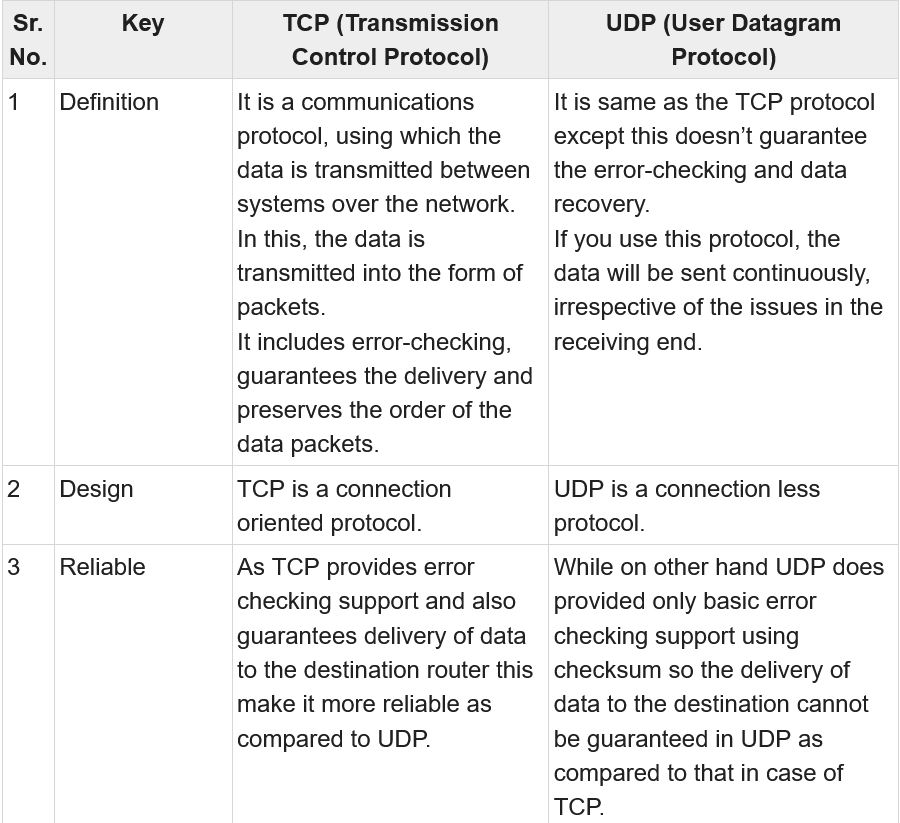 Sr. No.
Key
TCP (Transmission
Control Protocol)
UDP (User Datagram
Protocol)
1
Definition
It is a communications
protocol, using which the
data is transmitted between
systems over the network.
In this, the data is
transmitted into the form of
packets.
It includes error-checking,
guarantees the delivery and
preserves the order of the
data packets.
It is same as the TCP protocol
except this doesn’t guarantee
the error-checking and data
recovery.
If you use this protocol, the
data will be sent continuously,
irrespective of the issues in the
receiving end.
2
Design
TCP is a connection
oriented protocol.
UDP is a connection less
protocol.
3
Reliable
As TCP provides error
checking support and also
guarantees delivery of data
to the destination router this
make it more reliable as
compared to UDP.
While on other hand UDP does
provided only basic error
checking support using
checksum so the delivery of
data to the destination cannot
be guaranteed in UDP as
compared to that in case of
TCP.